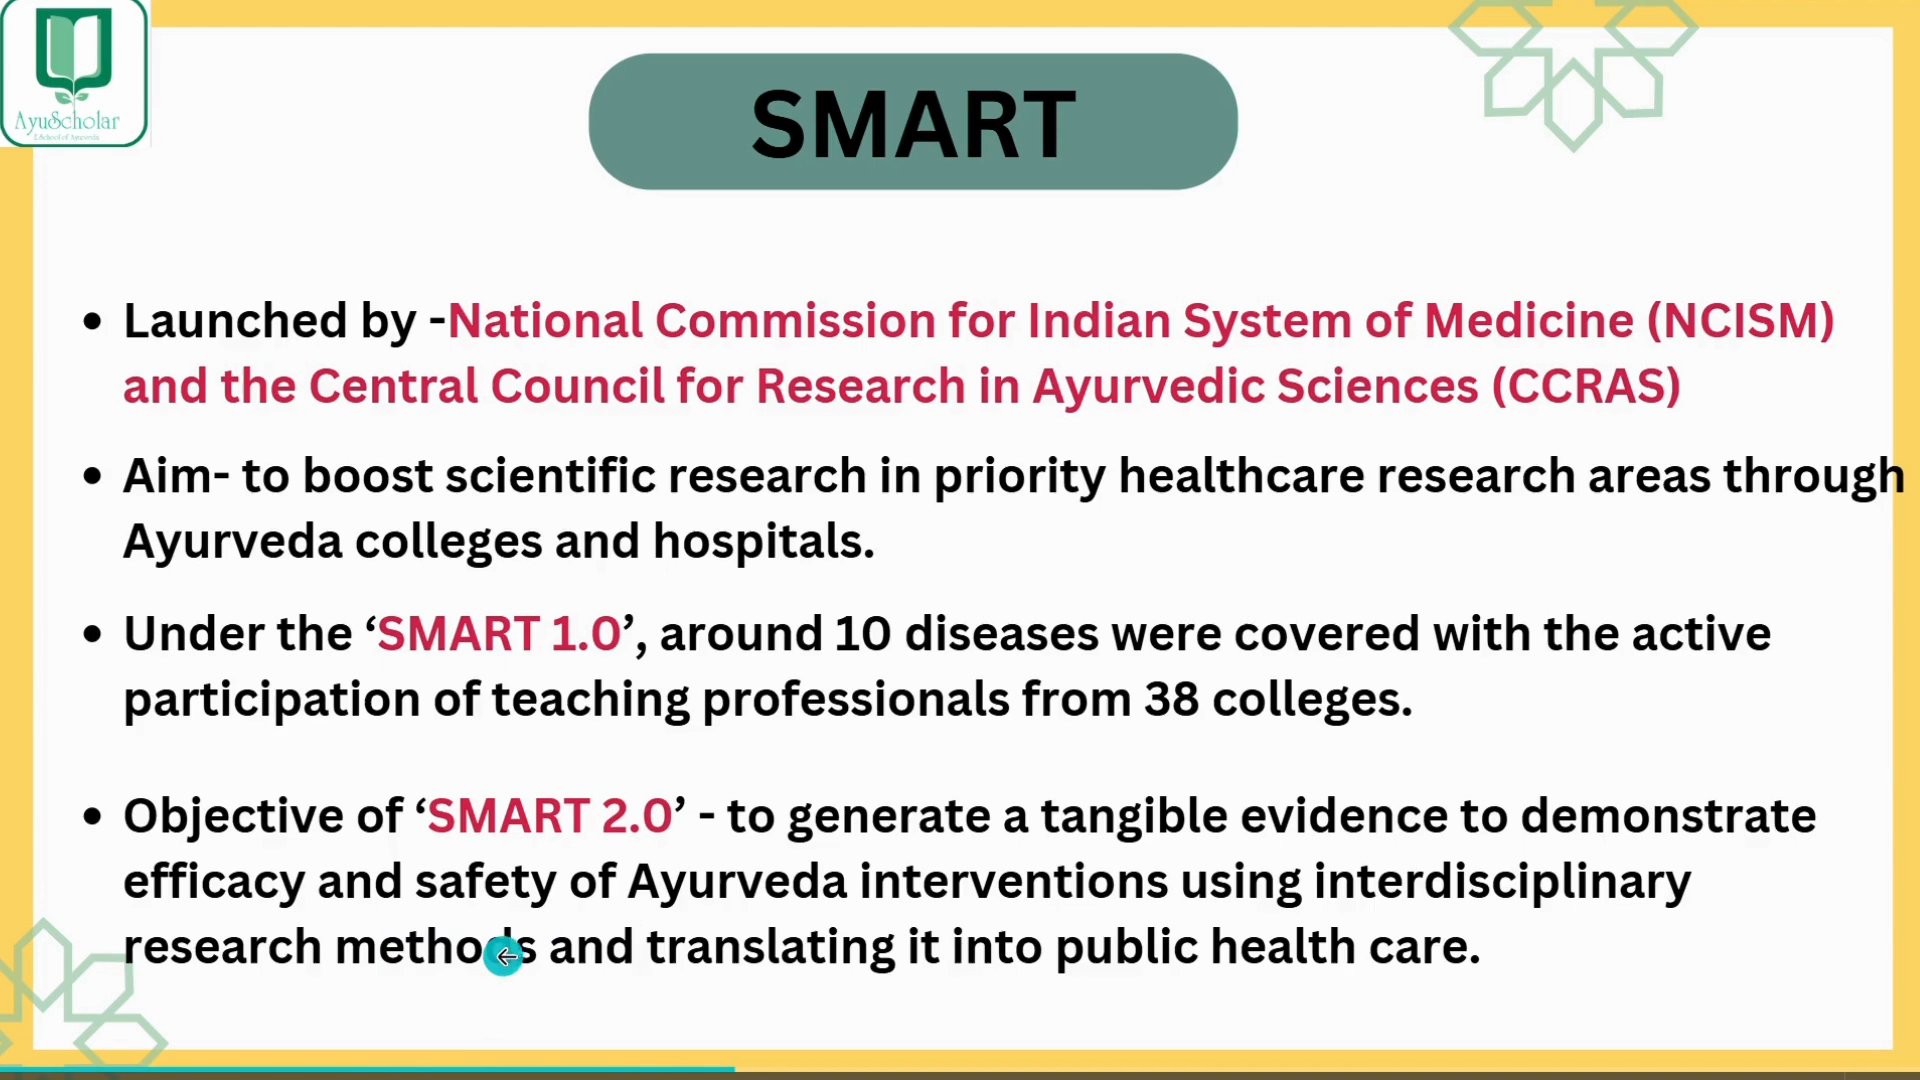 AyuScholar
SMART
• Launched by -National Commission for Indian System of Medicine (NCISM)
and the Central Council for Research in Ayurvedic Sciences (CCRAS)
• Aim- to boost scientific research in priority healthcare research areas through
Ayurveda colleges and hospitals.
• Under the ‘SMART 1.0’, around 10 diseases were covered with the active
participation of teaching professionals from 38 colleges.
• Objective of ‘SMART 2.0’ - to generate a tangible evidence to demonstrate
efficacy and safety of Ayurveda interventions using interdisciplinary
research methods and translating it into public health care.